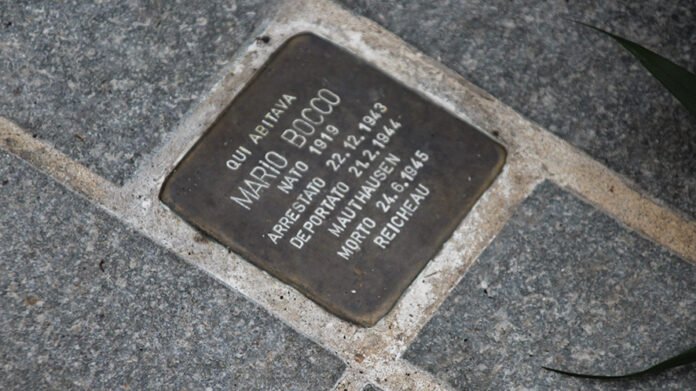 QUI ABITAVA
MARIO BOCCO
NATO 1919
ARRESTATO 22.12.1943
DEPORTATO 21.2.1944
MAUTHAUSEN
MORTO 24.6.1945
REICHEAU